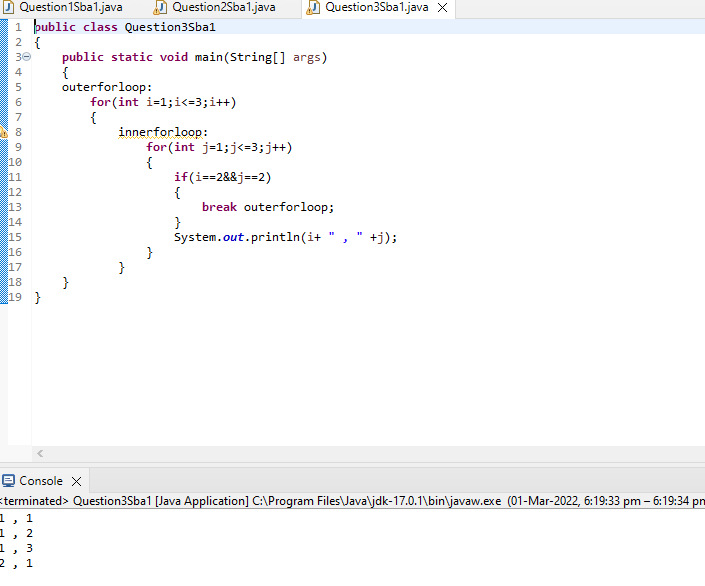 Question1Sba1.java Question2Sba1.java Question3Sba1.java
1 public class Question3Sba1
2 {
3 public static void main(String[] args)
4 {
5 outerforloop:
6 for(int i=1;i<=3;i++)
7 {
8 innerforloop:
9 for(int j=1;j<=3;j++)
10 {
11 if(i==2&&j==2)
12 {
13 break outerforloop;
14 }
15 System.out.println(i+ " , " +j);
16 }
17 }
18 }
19 }
Console
<terminated> Question3Sba1 [Java Application] C:\Program Files\Java\jdk-17.0.1\bin\javaw.exe (01-Mar-2022, 6:19:33 pm – 6:19:34 pm
1 , 1
1 , 2
1 , 3
2 , 1